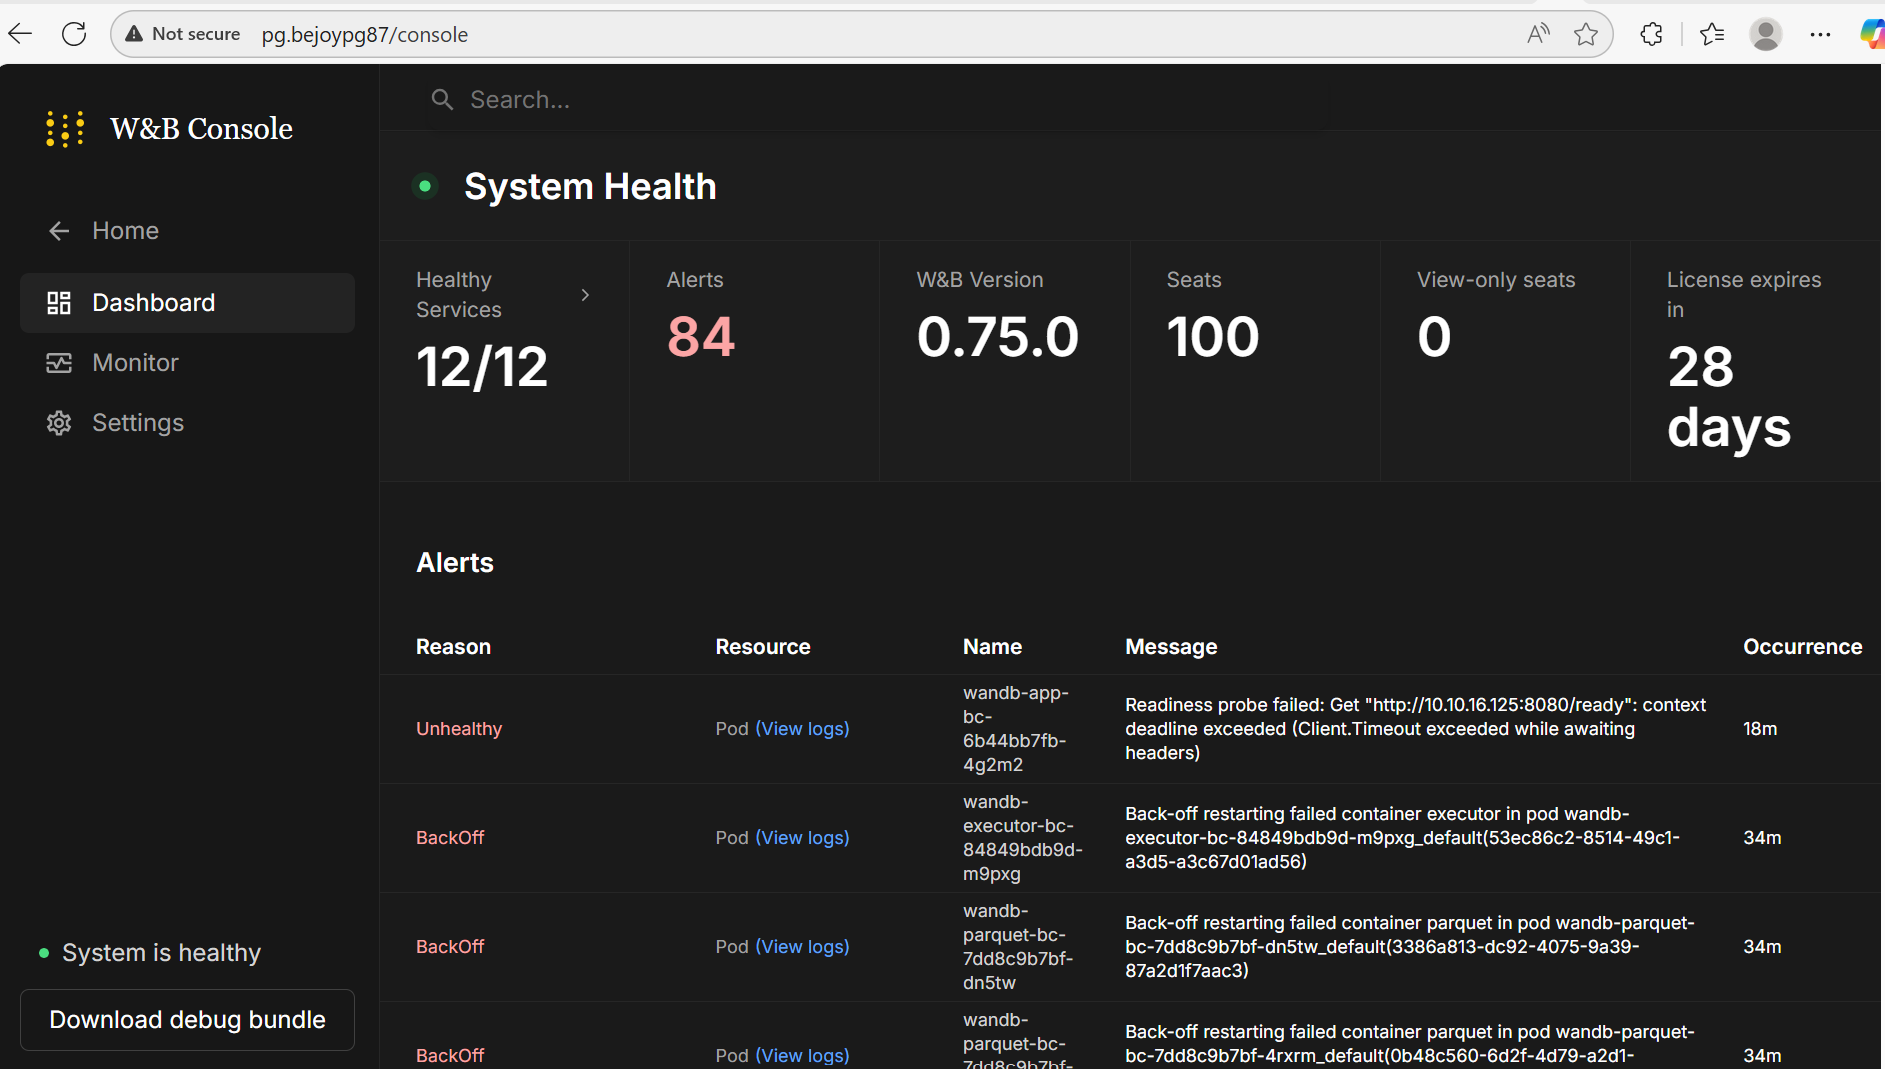 Not secure pg.bejoypg87/console
W&B Console
Search...
System Health
Home
Dashboard
Monitor
Settings
Healthy
Services
12/12
Alerts
84
W&B Version
0.75.0
Seats
100
View-only seats
0
License expires
in
28
days
Alerts
Reason Resource Name Message Occurrence
Unhealthy
Pod (View logs)
wandb-app-
bc-
6b44bb7fb-
4g2m2
Readiness probe failed: Get "http://10.10.16.125:8080/ready": context
deadline exceeded (Client.Timeout exceeded while awaiting
headers)
18m
BackOff
Pod (View logs)
wandb-
executor-bc-
84849bdb9d-
m9pxg
Back-off restarting failed container executor in pod wandb-
executor-bc-84849bdb9d-m9pxg_default(53ec86c2-8514-49c1-
a3d5-a3c67d01ad56)
34m
BackOff
Pod (View logs)
wandb-
parquet-bc-
7dd8c9b7bf-
dn5tw
Back-off restarting failed container parquet in pod wandb-parquet-
bc-7dd8c9b7bf-dn5tw_default(3386a813-dc92-4075-9a39-
87a2d1f7aac3)
34m
BackOff
Pod (View logs)
wandb-
parquet-bc-
7dd8c9b7bf-
Back-off restarting failed container parquet in pod wandb-parquet-
bc-7dd8c9b7bf-4rxrm_default(0b48c560-6d2f-4d79-a2d1-
34m
System is healthy
Download debug bundle